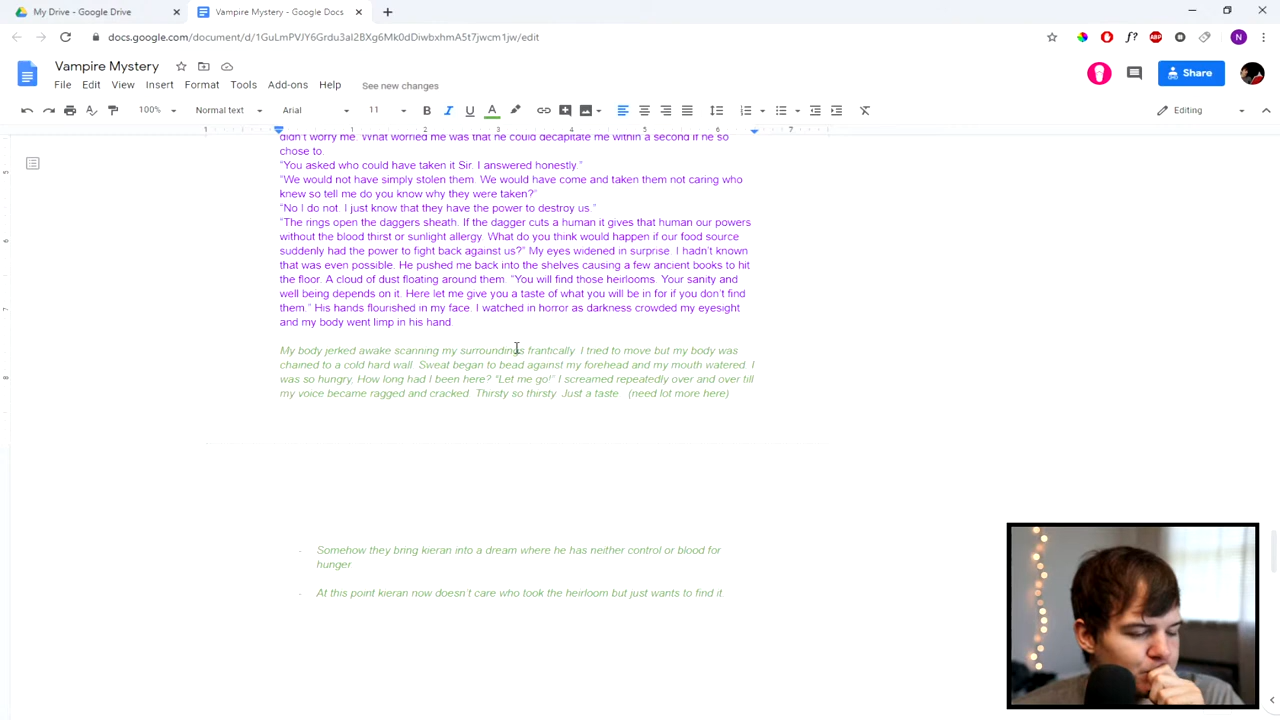 My Drive - Google Drive
Vampire Mystery - Google Docs
docs.google.com/document/d/1GuLmPVJY6Grdu3al2BXg6Mk0dDiwbxhmA5t7jwcm1jw/edit
Vampire Mystery
File Edit View Insert Format Tools Add-ons Help See new changes
Share
100% Normal text Arial 11 B I U A Editing
1 1 2 3 4 5 6 7
didn't worry me. What worried me was that he could decapitate me within a second if he so
chose to.
"You asked who could have taken it Sir. I answered honestly."
"We would not have simply stolen them. We would have come and taken them not caring who
knew so tell me do you know why they were taken?"
"No I do not. I just know that they have the power to destroy us."
"The rings open the daggers sheath. If the dagger cuts a human it gives that human our powers
without the blood thirst or sunlight allergy. What do you think would happen if our food source
suddenly had the power to fight back against us?" My eyes widened in surprise. I hadn't known
that was even possible. He pushed me back into the shelves causing a few ancient books to hit
the floor. A cloud of dust floating around them. "You will find those heirlooms. Your sanity and
well being depends on it. Here let me give you a taste of what you will be in for if you don't find
them." His hands flourished in my face. I watched in horror as darkness crowded my eyesight
and my body went limp in his hand.
My body jerked awake scanning my surroundings frantically. I tried to move but my body was
chained to a cold hard wall. Sweat began to bead against my forehead and my mouth watered. I
was so hungry, How long had I been here? "Let me go!" I screamed repeatedly over and over till
my voice became ragged and cracked. Thirsty so thirsty. Just a taste. (need lot more here)
- Somehow they bring kieran into a dream where he has neither control or blood for
hunger
- At this point kieran now doesn't care who took the heirloom but just wants to find it.
5
6
7
8
ABP
N